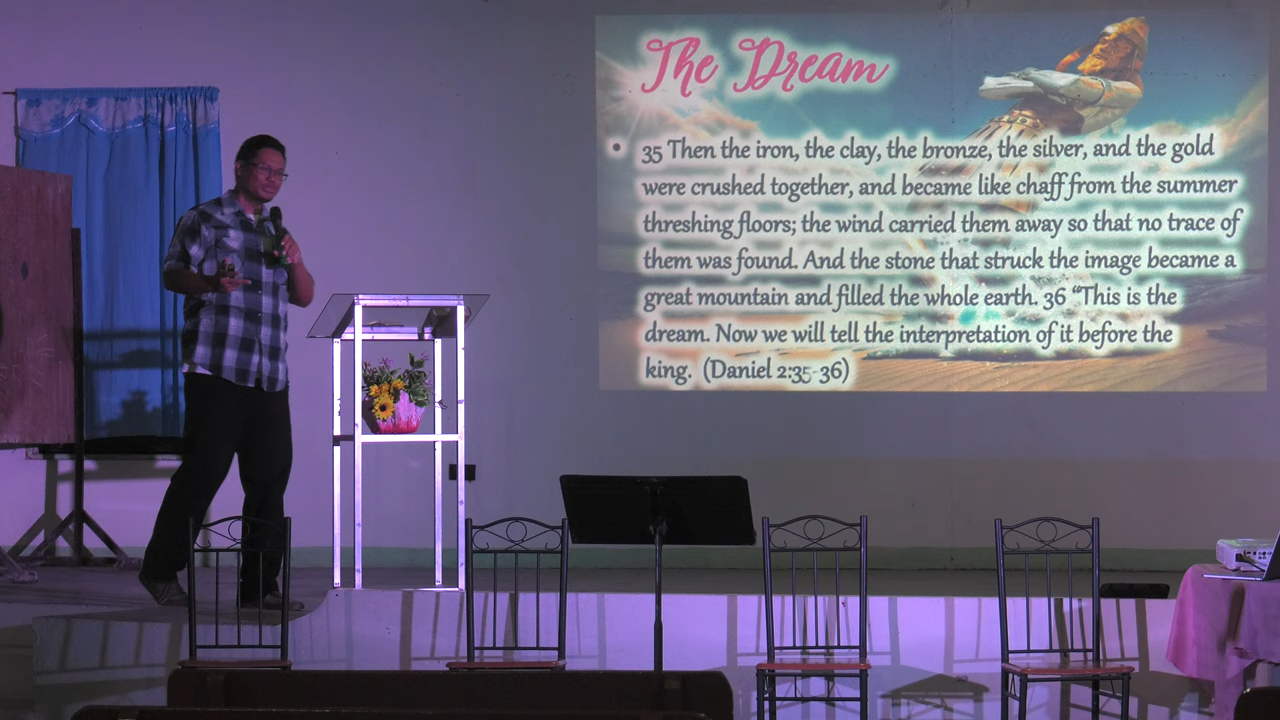 The Dream
• 35 Then the iron, the clay, the bronze, the silver, and the gold
were crushed together, and became like chaff from the summer
threshing floors; the wind carried them away so that no trace of
them was found. And the stone that struck the image became a
great mountain and filled the whole earth. 36 “This is the
dream. Now we will tell the interpretation of it before the
king. (Daniel 2:35-36)